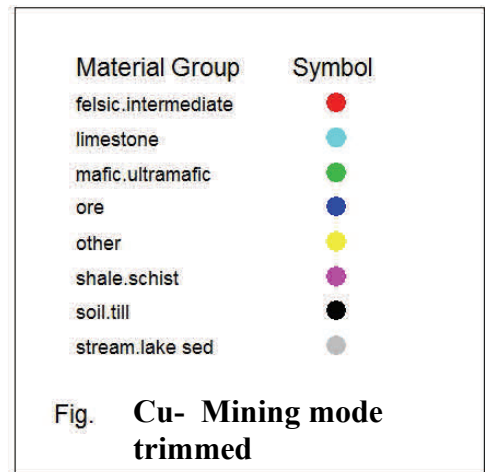 Material Group Symbol
felsic.intermediate
limestone
mafic.ultramafic
ore
other
shale.schist
soil.till
stream.lake sed
Fig. Cu- Mining mode
trimmed